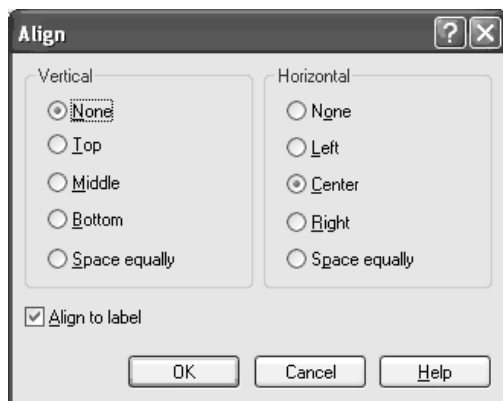 Align
Vertical
None
Top
Middle
Bottom
Space equally
Horizontal
None
Left
Center
Right
Space equally
Align to label
OK Cancel Help